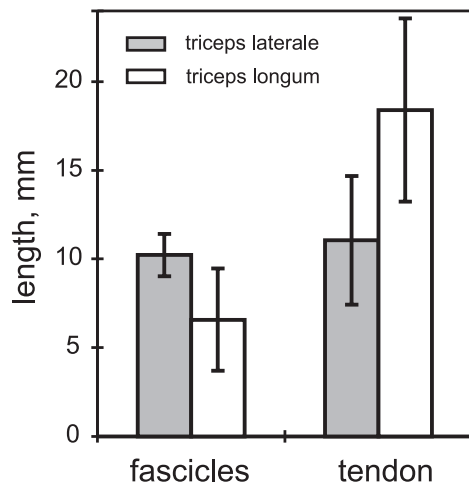 triceps laterale
triceps longum
length, mm
20
15
10
5
0
fascicles
tendon